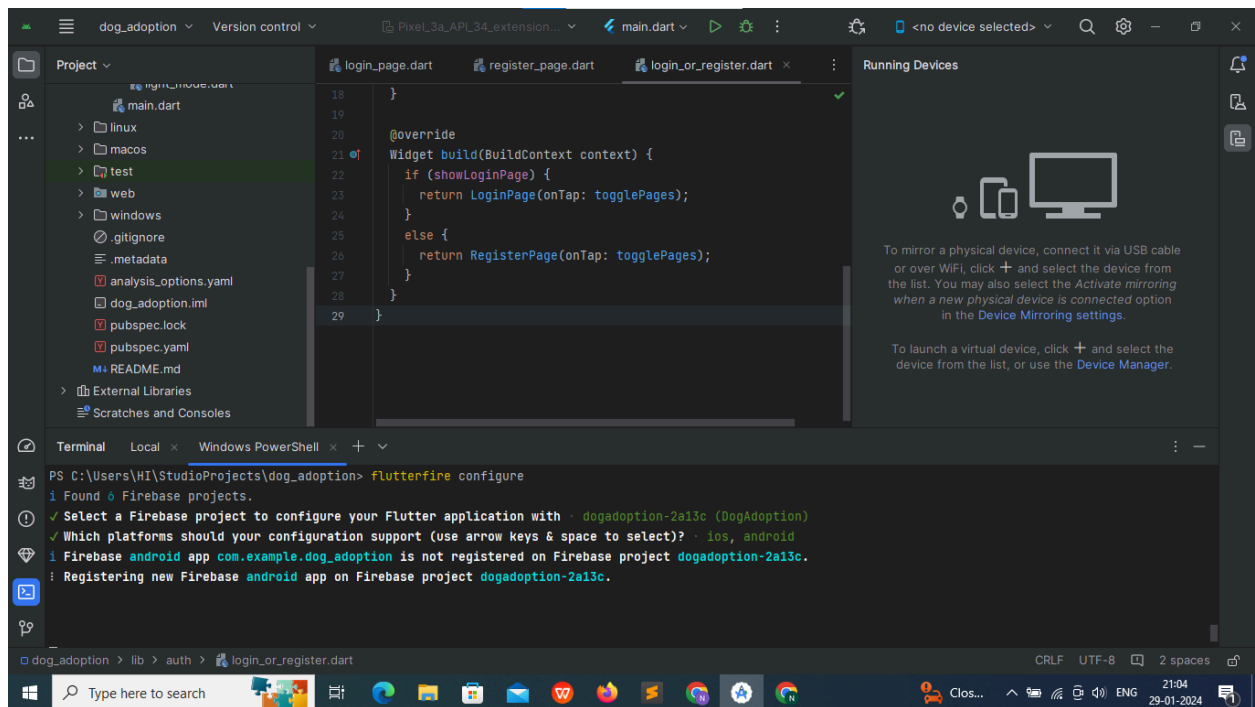 dog_adoption
Version control
Pixel_3a_API_34_extension...
main.dart
<no device selected>
Project
login_page.dart
register_page.dart
login_or_register.dart
Running Devices
light_mode.dart
main.dart
linux
macos
test
web
windows
.gitignore
.metadata
analysis_options.yaml
dog_adoption.iml
pubspec.lock
pubspec.yaml
M↓ README.md
External Libraries
Scratches and Consoles
18 }
19
20 @override
21 Widget build(BuildContext context) {
22 if (showLoginPage) {
23 return LoginPage(onTap: togglePages);
24 }
25 else {
26 return RegisterPage(onTap: togglePages);
27 }
28 }
29 }
To mirror a physical device, connect it via USB cable
or over WiFi, click + and select the device from
the list. You may also select the Activate mirroring
when a new physical device is connected option
in the Device Mirroring settings.
To launch a virtual device, click + and select the
device from the list, or use the Device Manager.
Terminal
Local
Windows PowerShell
PS C:\Users\HI\StudioProjects\dog_adoption> flutterfire configure
i Found 6 Firebase projects.
✓ Select a Firebase project to configure your Flutter application with · dogadoption-2a13c (DogAdoption)
✓ Which platforms should your configuration support (use arrow keys & space to select)? · ios, android
i Firebase android app com.example.dog_adoption is not registered on Firebase project dogadoption-2a13c.
⠇ Registering new Firebase android app on Firebase project dogadoption-2a13c.
dog_adoption > lib > auth > login_or_register.dart
CRLF UTF-8 2 spaces
Type here to search
Clos...
ENG
21:04
29-01-2024
1